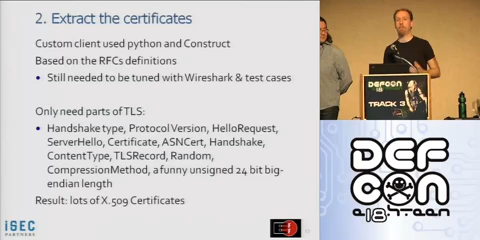 2. Extract the certificates
Custom client used python and Construct
Based on the RFCs definitions
• Still needed to be tuned with Wireshark & test cases
Only need parts of TLS:
• Handshake type, Protocol Version, HelloRequest,
ServerHello, Certificate, ASNCert, Handshake,
ContentType, TLSRecord, Random,
CompressionMethod, a funny unsigned 24 bit big-
endian length
Result: lots of X.509 Certificates
iSEC
PARTNERS
DEFCON
18
TRACK 3
DEF
CON